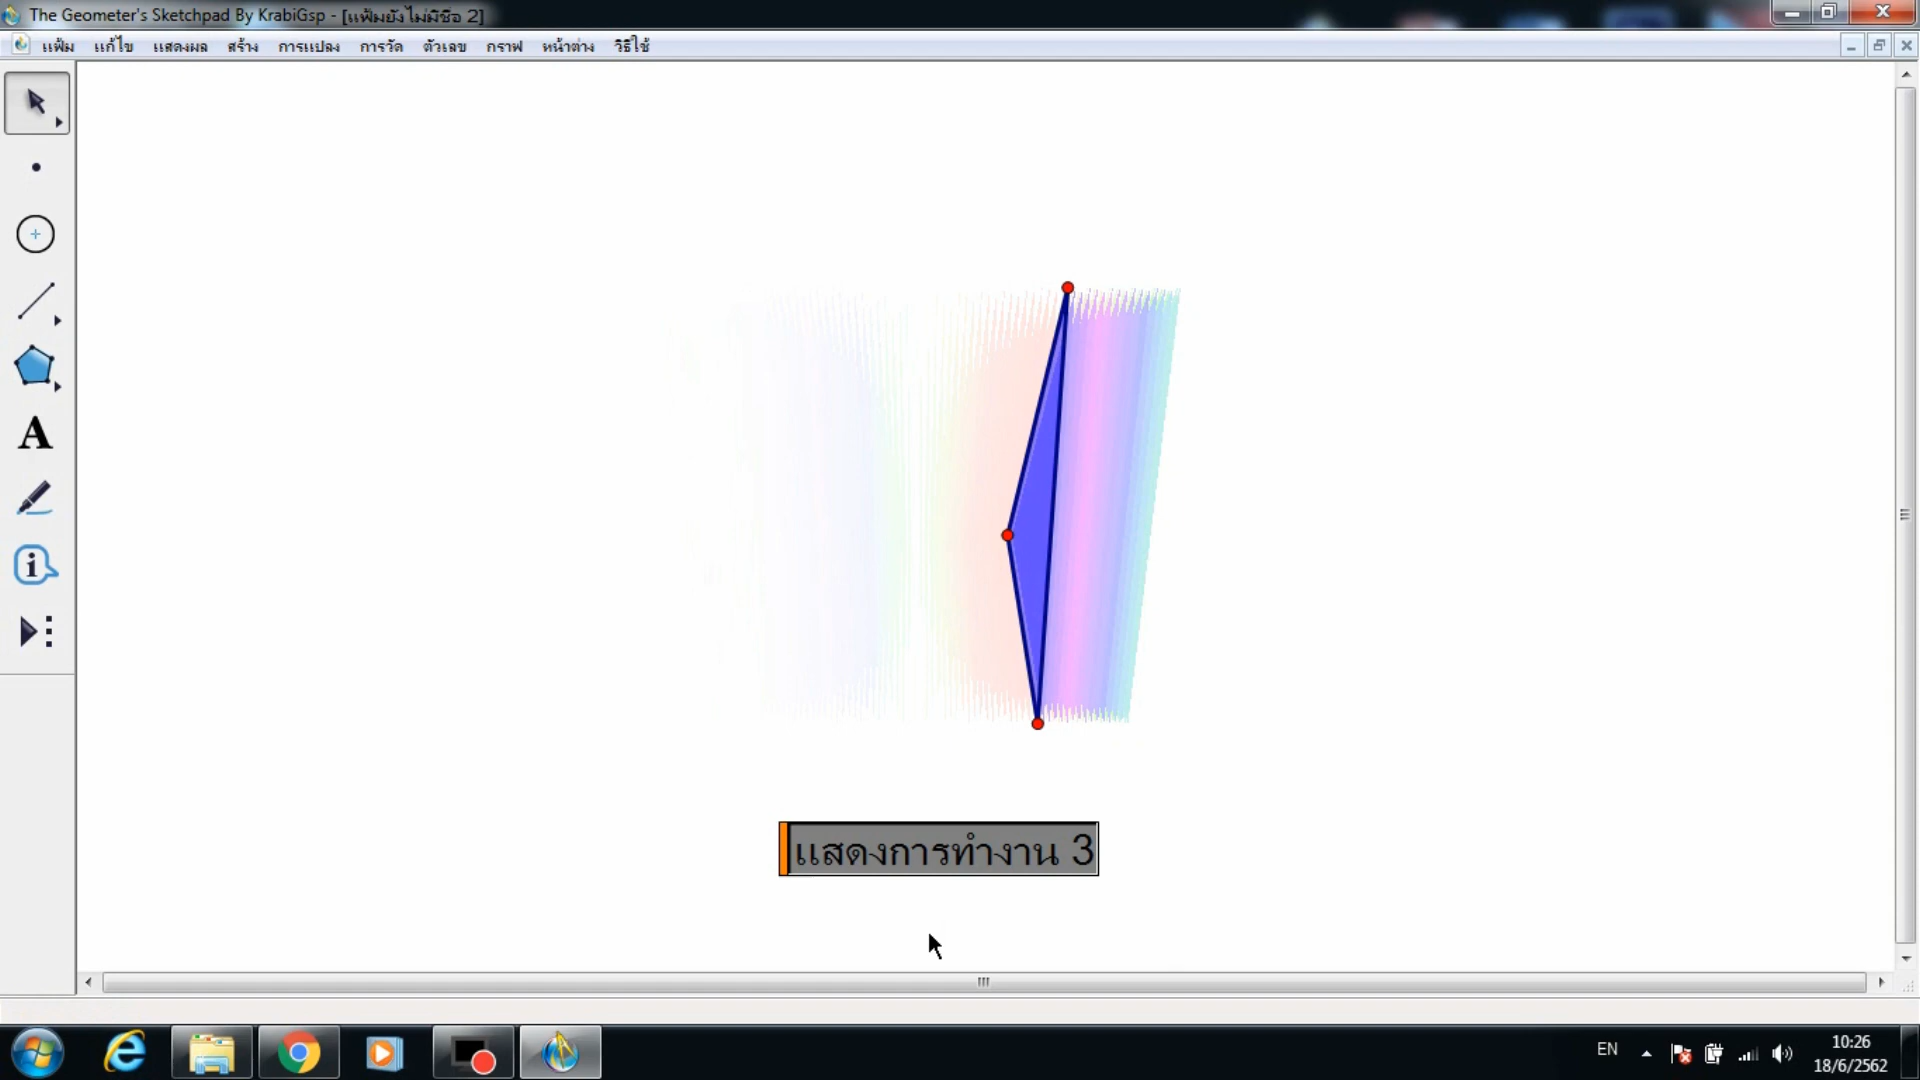 The Geometer's Sketchpad By KrabiGsp - [แฟ้มยังไม่มีชื่อ 2]
แฟ้ม แก้ไข แสดงผล สร้าง การแปลง การวัด ตัวเลข กราฟ หน้าต่าง วิธีใช้
A
แสดงการทำงาน 3
EN
10:26
18/6/2562